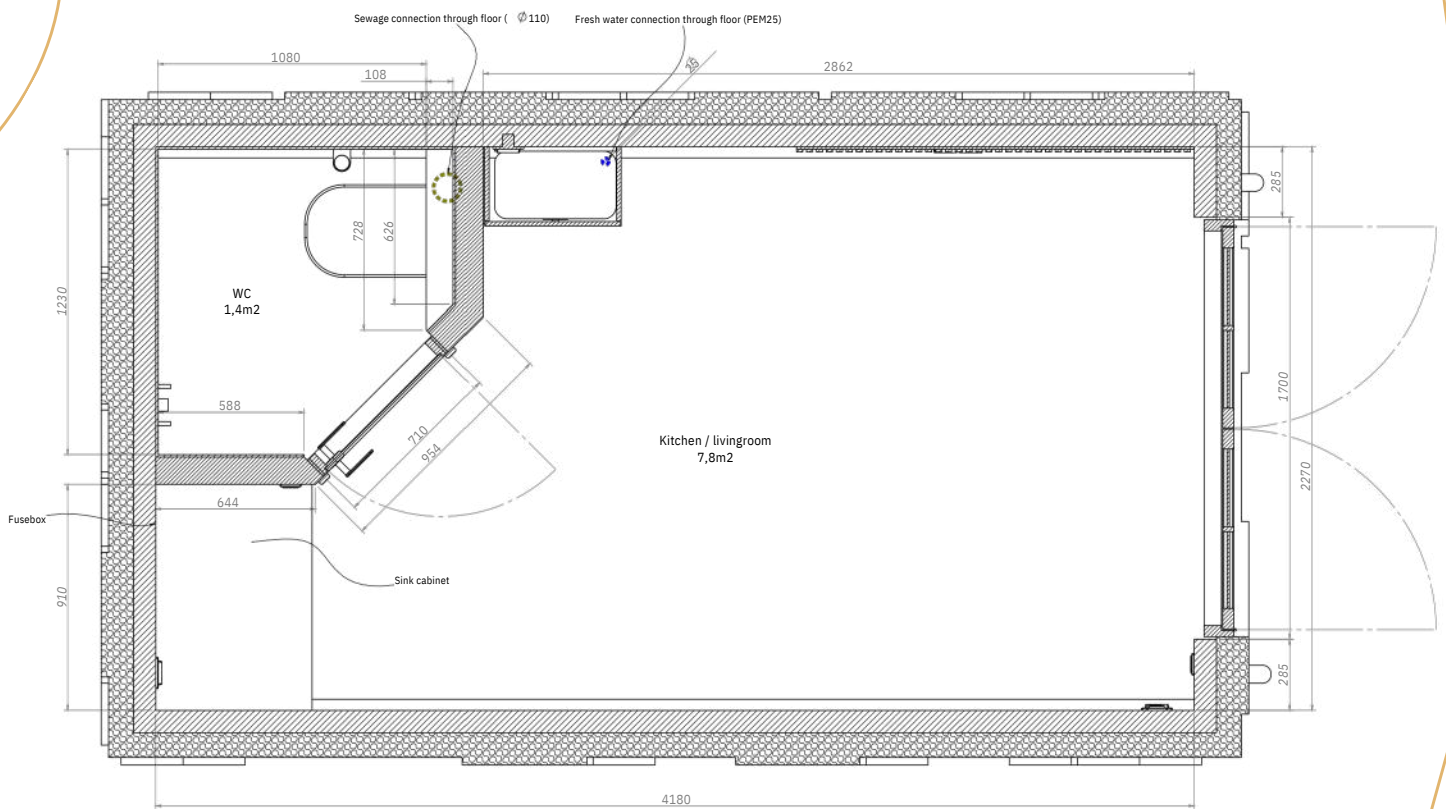 Sewage connection through floor ( ⌀110)
Fresh water connection through floor (PEM25)
1080
108
25
2862
285
728
626
1230
WC
1,4m2
588
710
954
Kitchen / livingroom
7,8m2
1700
2270
644
Fusebox
Sink cabinet
910
285
4180